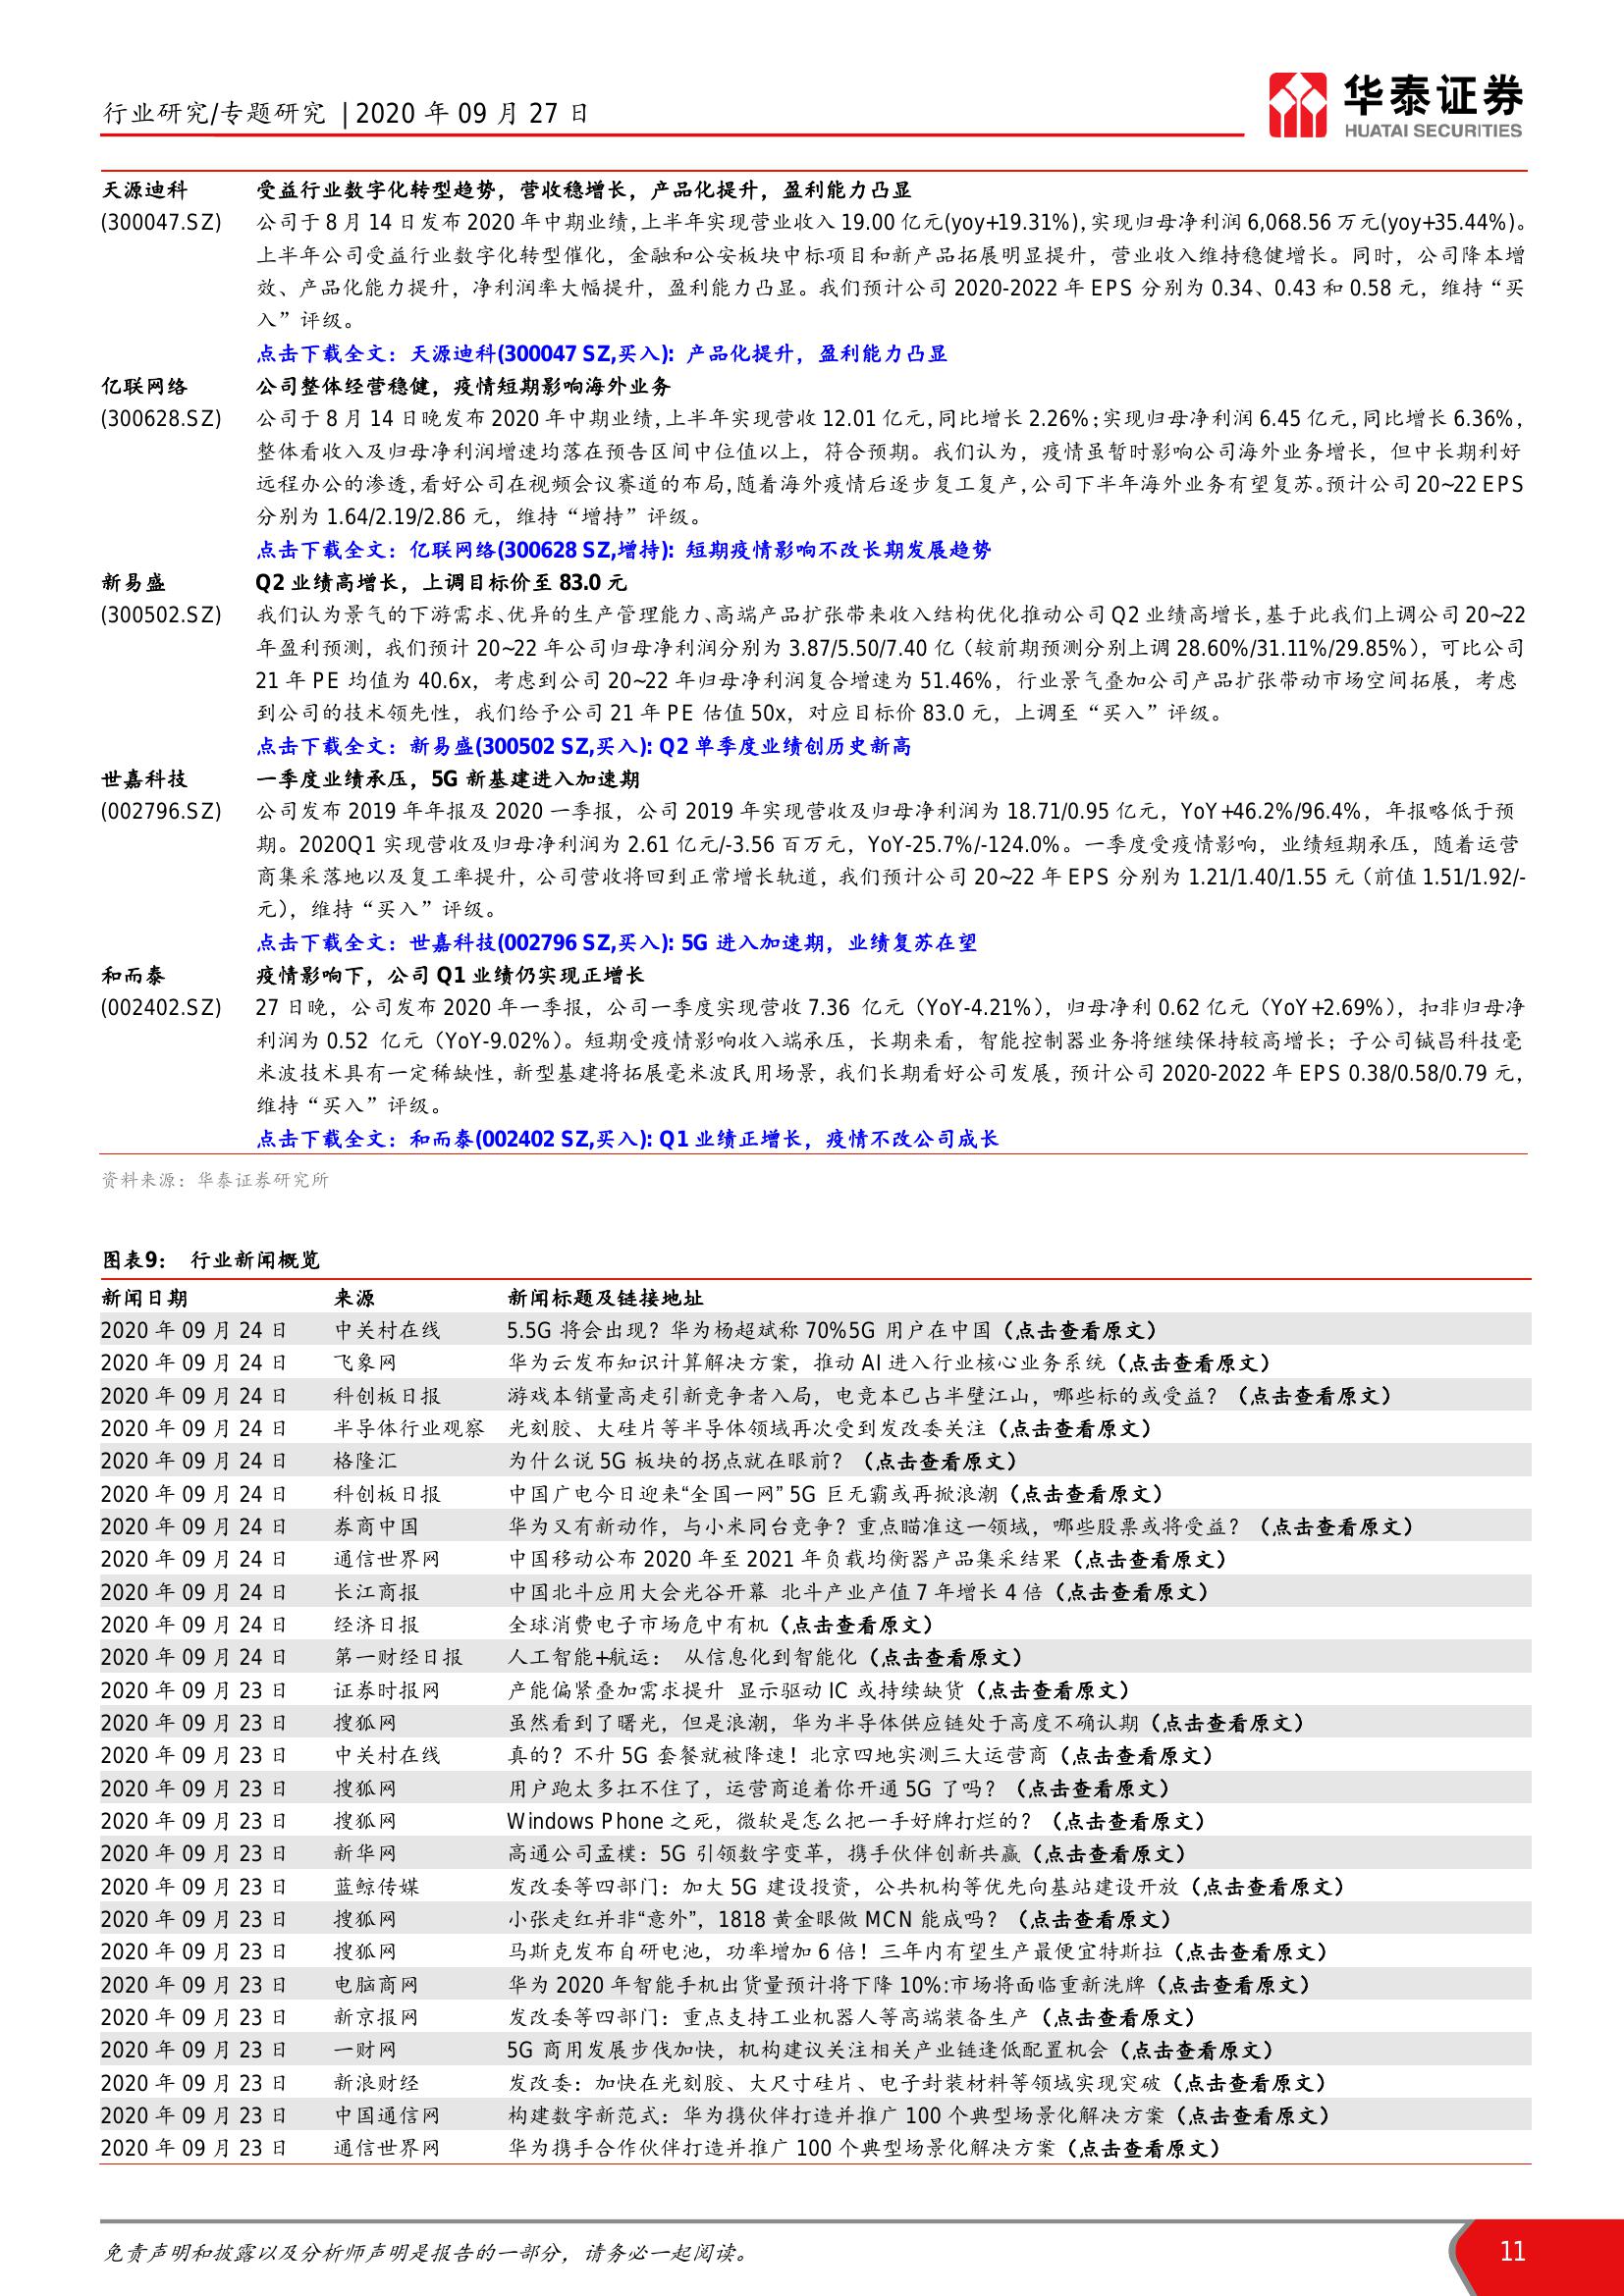 行业研究/专题研究 | 2020 年 09 月 27 日
华泰证券
HUATAI SECURITIES
天源迪科 受益行业数字化转型趋势，营收稳增长，产品化提升，盈利能力凸显
(300047.SZ) 公司于 8 月 14 日发布 2020 年中期业绩，上半年实现营业收入 19.00 亿元(yoy+19.31%)，实现归母净利润 6,068.56 万元(yoy+35.44%)。
上半年公司受益行业数字化转型催化，金融和公安板块中标项目和新产品拓展明显提升，营业收入维持稳健增长。同时，公司降本增
效、产品化能力提升，净利润率大幅提升，盈利能力凸显。我们预计公司 2020-2022 年 EPS 分别为 0.34、0.43 和 0.58 元，维持“买
入”评级。
点击下载全文：天源迪科(300047 SZ,买入): 产品化提升，盈利能力凸显
亿联网络 公司整体经营稳健，疫情短期影响海外业务
(300628.SZ) 公司于 8 月 14 日晚发布 2020 年中期业绩，上半年实现营收 12.01 亿元，同比增长 2.26%；实现归母净利润 6.45 亿元，同比增长 6.36%，
整体看收入及归母净利润增速均落在预告区间中位值以上，符合预期。我们认为，疫情虽暂时影响公司海外业务增长，但中长期利好
远程办公的渗透，看好公司在视频会议赛道的布局，随着海外疫情后逐步复工复产，公司下半年海外业务有望复苏。预计公司 20~22 EPS
分别为 1.64/2.19/2.86 元，维持“增持”评级。
点击下载全文：亿联网络(300628 SZ,增持): 短期疫情影响不改长期发展趋势
新易盛 Q2 业绩高增长，上调目标价至 83.0 元
(300502.SZ) 我们认为景气的下游需求、优异的生产管理能力、高端产品扩张带来收入结构优化推动公司 Q2 业绩高增长，基于此我们上调公司 20~22
年盈利预测，我们预计 20~22 年公司归母净利润分别为 3.87/5.50/7.40 亿（较前期预测分别上调 28.60%/31.11%/29.85%），可比公司
21 年 PE 均值为 40.6x，考虑到公司 20~22 年归母净利润复合增速为 51.46%，行业景气叠加公司产品扩张带动市场空间拓展，考虑
到公司的技术领先性，我们给予公司 21 年 PE 估值 50x，对应目标价 83.0 元，上调至“买入”评级。
点击下载全文：新易盛(300502 SZ,买入): Q2 单季度业绩创历史新高
世嘉科技 一季度业绩承压，5G 新基建进入加速期
(002796.SZ) 公司发布 2019 年年报及 2020 一季报，公司 2019 年实现营收及归母净利润为 18.71/0.95 亿元，YoY+46.2%/96.4%，年报略低于预
期。2020Q1 实现营收及归母净利润为 2.61 亿元/-3.56 百万元，YoY-25.7%/-124.0%。一季度受疫情影响，业绩短期承压，随着运营
商集采落地以及复工率提升，公司营收将回到正常增长轨道，我们预计公司 20~22 年 EPS 分别为 1.21/1.40/1.55 元（前值 1.51/1.92/-
元），维持“买入”评级。
点击下载全文：世嘉科技(002796 SZ,买入): 5G 进入加速期，业绩复苏在望
和而泰 疫情影响下，公司 Q1 业绩仍实现正增长
(002402.SZ) 27 日晚，公司发布 2020 年一季报，公司一季度实现营收 7.36 亿元（YoY-4.21%），归母净利 0.62 亿元（YoY+2.69%），扣非归母净
利润为 0.52 亿元（YoY-9.02%）。短期受疫情影响收入端承压，长期来看，智能控制器业务将继续保持较高增长；子公司铖昌科技毫
米波技术具有一定稀缺性，新型基建将拓展毫米波民用场景，我们长期看好公司发展，预计公司 2020-2022 年 EPS 0.38/0.58/0.79 元，
维持“买入”评级。
点击下载全文：和而泰(002402 SZ,买入): Q1 业绩正增长，疫情不改公司成长
资料来源：华泰证券研究所
图表9： 行业新闻概览
新闻日期 来源 新闻标题及链接地址
2020 年 09 月 24 日 中关村在线 5.5G 将会出现？华为杨超斌称 70%5G 用户在中国（点击查看原文）
2020 年 09 月 24 日 飞象网 华为云发布知识计算解决方案，推动 AI 进入行业核心业务系统（点击查看原文）
2020 年 09 月 24 日 科创板日报 游戏本销量高走引新竞争者入局，电竞本已占半壁江山，哪些标的或受益？（点击查看原文）
2020 年 09 月 24 日 半导体行业观察 光刻胶、大硅片等半导体领域再次受到发改委关注（点击查看原文）
2020 年 09 月 24 日 格隆汇 为什么说 5G 板块的拐点就在眼前？（点击查看原文）
2020 年 09 月 24 日 科创板日报 中国广电今日迎来“全国一网” 5G 巨无霸或再掀浪潮（点击查看原文）
2020 年 09 月 24 日 券商中国 华为又有新动作，与小米同台竞争？重点瞄准这一领域，哪些股票或将受益？（点击查看原文）
2020 年 09 月 24 日 通信世界网 中国移动公布 2020 年至 2021 年负载均衡器产品集采结果（点击查看原文）
2020 年 09 月 24 日 长江商报 中国北斗应用大会光谷开幕 北斗产业产值 7 年增长 4 倍（点击查看原文）
2020 年 09 月 24 日 经济日报 全球消费电子市场危中有机（点击查看原文）
2020 年 09 月 24 日 第一财经日报 人工智能+航运： 从信息化到智能化（点击查看原文）
2020 年 09 月 23 日 证券时报网 产能偏紧叠加需求提升 显示驱动 IC 或持续缺货（点击查看原文）
2020 年 09 月 23 日 搜狐网 虽然看到了曙光，但是浪潮，华为半导体供应链处于高度不确认期（点击查看原文）
2020 年 09 月 23 日 中关村在线 真的？不升 5G 套餐就被降速！北京四地实测三大运营商（点击查看原文）
2020 年 09 月 23 日 搜狐网 用户跑太多扛不住了，运营商追着你开通 5G 了吗？（点击查看原文）
2020 年 09 月 23 日 搜狐网 Windows Phone 之死，微软是怎么把一手好牌打烂的？（点击查看原文）
2020 年 09 月 23 日 新华网 高通公司孟樸：5G 引领数字变革，携手伙伴创新共赢（点击查看原文）
2020 年 09 月 23 日 蓝鲸传媒 发改委等四部门：加大 5G 建设投资，公共机构等优先向基站建设开放（点击查看原文）
2020 年 09 月 23 日 搜狐网 小张走红并非“意外”，1818 黄金眼做 MCN 能成吗？（点击查看原文）
2020 年 09 月 23 日 搜狐网 马斯克发布自研电池，功率增加 6 倍！三年内有望生产最便宜特斯拉（点击查看原文）
2020 年 09 月 23 日 电脑商网 华为 2020 年智能手机出货量预计将下降 10%:市场将面临重新洗牌（点击查看原文）
2020 年 09 月 23 日 新京报网 发改委等四部门：重点支持工业机器人等高端装备生产（点击查看原文）
2020 年 09 月 23 日 一财网 5G 商用发展步伐加快，机构建议关注相关产业链逢低配置机会（点击查看原文）
2020 年 09 月 23 日 新浪财经 发改委：加快在光刻胶、大尺寸硅片、电子封装材料等领域实现突破（点击查看原文）
2020 年 09 月 23 日 中国通信网 构建数字新范式：华为携伙伴打造并推广 100 个典型场景化解决方案（点击查看原文）
2020 年 09 月 23 日 通信世界网 华为携手合作伙伴打造并推广 100 个典型场景化解决方案（点击查看原文）
免责声明和披露以及分析师声明是报告的一部分，请务必一起阅读。
11